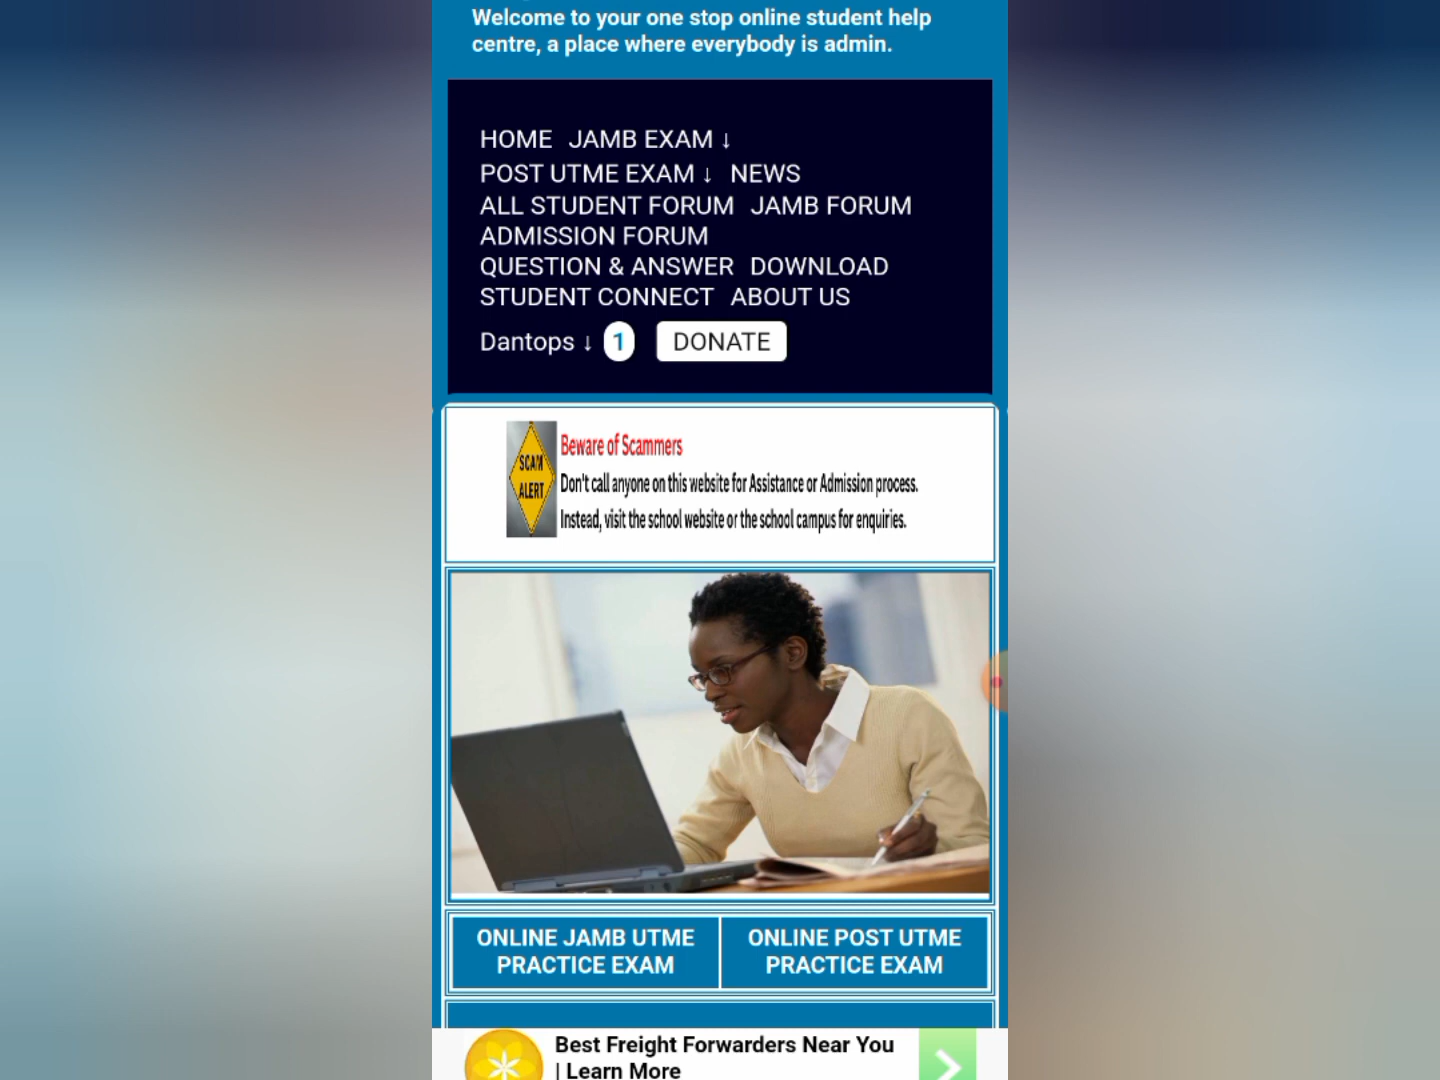 Welcome to your one stop online student help
centre, a place where everybody is admin.
HOME JAMB EXAM ↓
POST UTME EXAM ↓ NEWS
ALL STUDENT FORUM JAMB FORUM
ADMISSION FORUM
QUESTION & ANSWER DOWNLOAD
STUDENT CONNECT ABOUT US
Dantops ↓ 1 DONATE
SCAM
ALERT
Beware of Scammers
Don't call anyone on this website for Assistance or Admission process.
Instead, visit the school website or the school campus for enquiries.
ONLINE JAMB UTME
PRACTICE EXAM
ONLINE POST UTME
PRACTICE EXAM
Best Freight Forwarders Near You
| Learn More